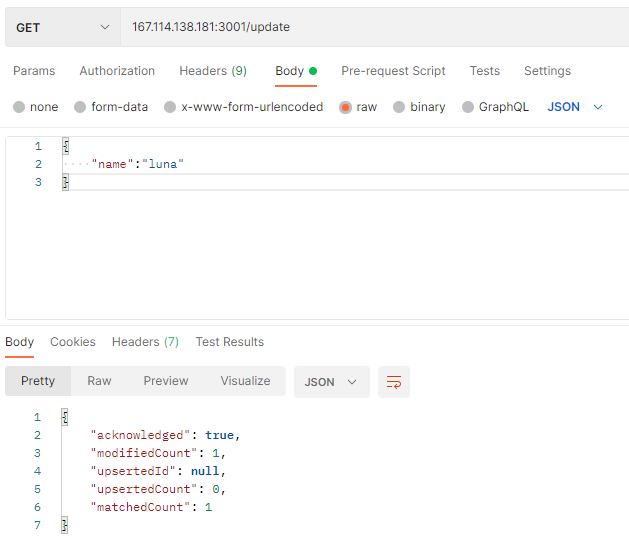 GET 167.114.138.181:3001/update
Params Authorization Headers (9) Body Pre-request Script Tests Settings
none form-data x-www-form-urlencoded raw binary GraphQL JSON
1 {
2 "name":"luna"
3 }
Body Cookies Headers (7) Test Results
Pretty Raw Preview Visualize JSON
1 {
2 "acknowledged": true,
3 "modifiedCount": 1,
4 "upsertedId": null,
5 "upsertedCount": 0,
6 "matchedCount": 1
7 }